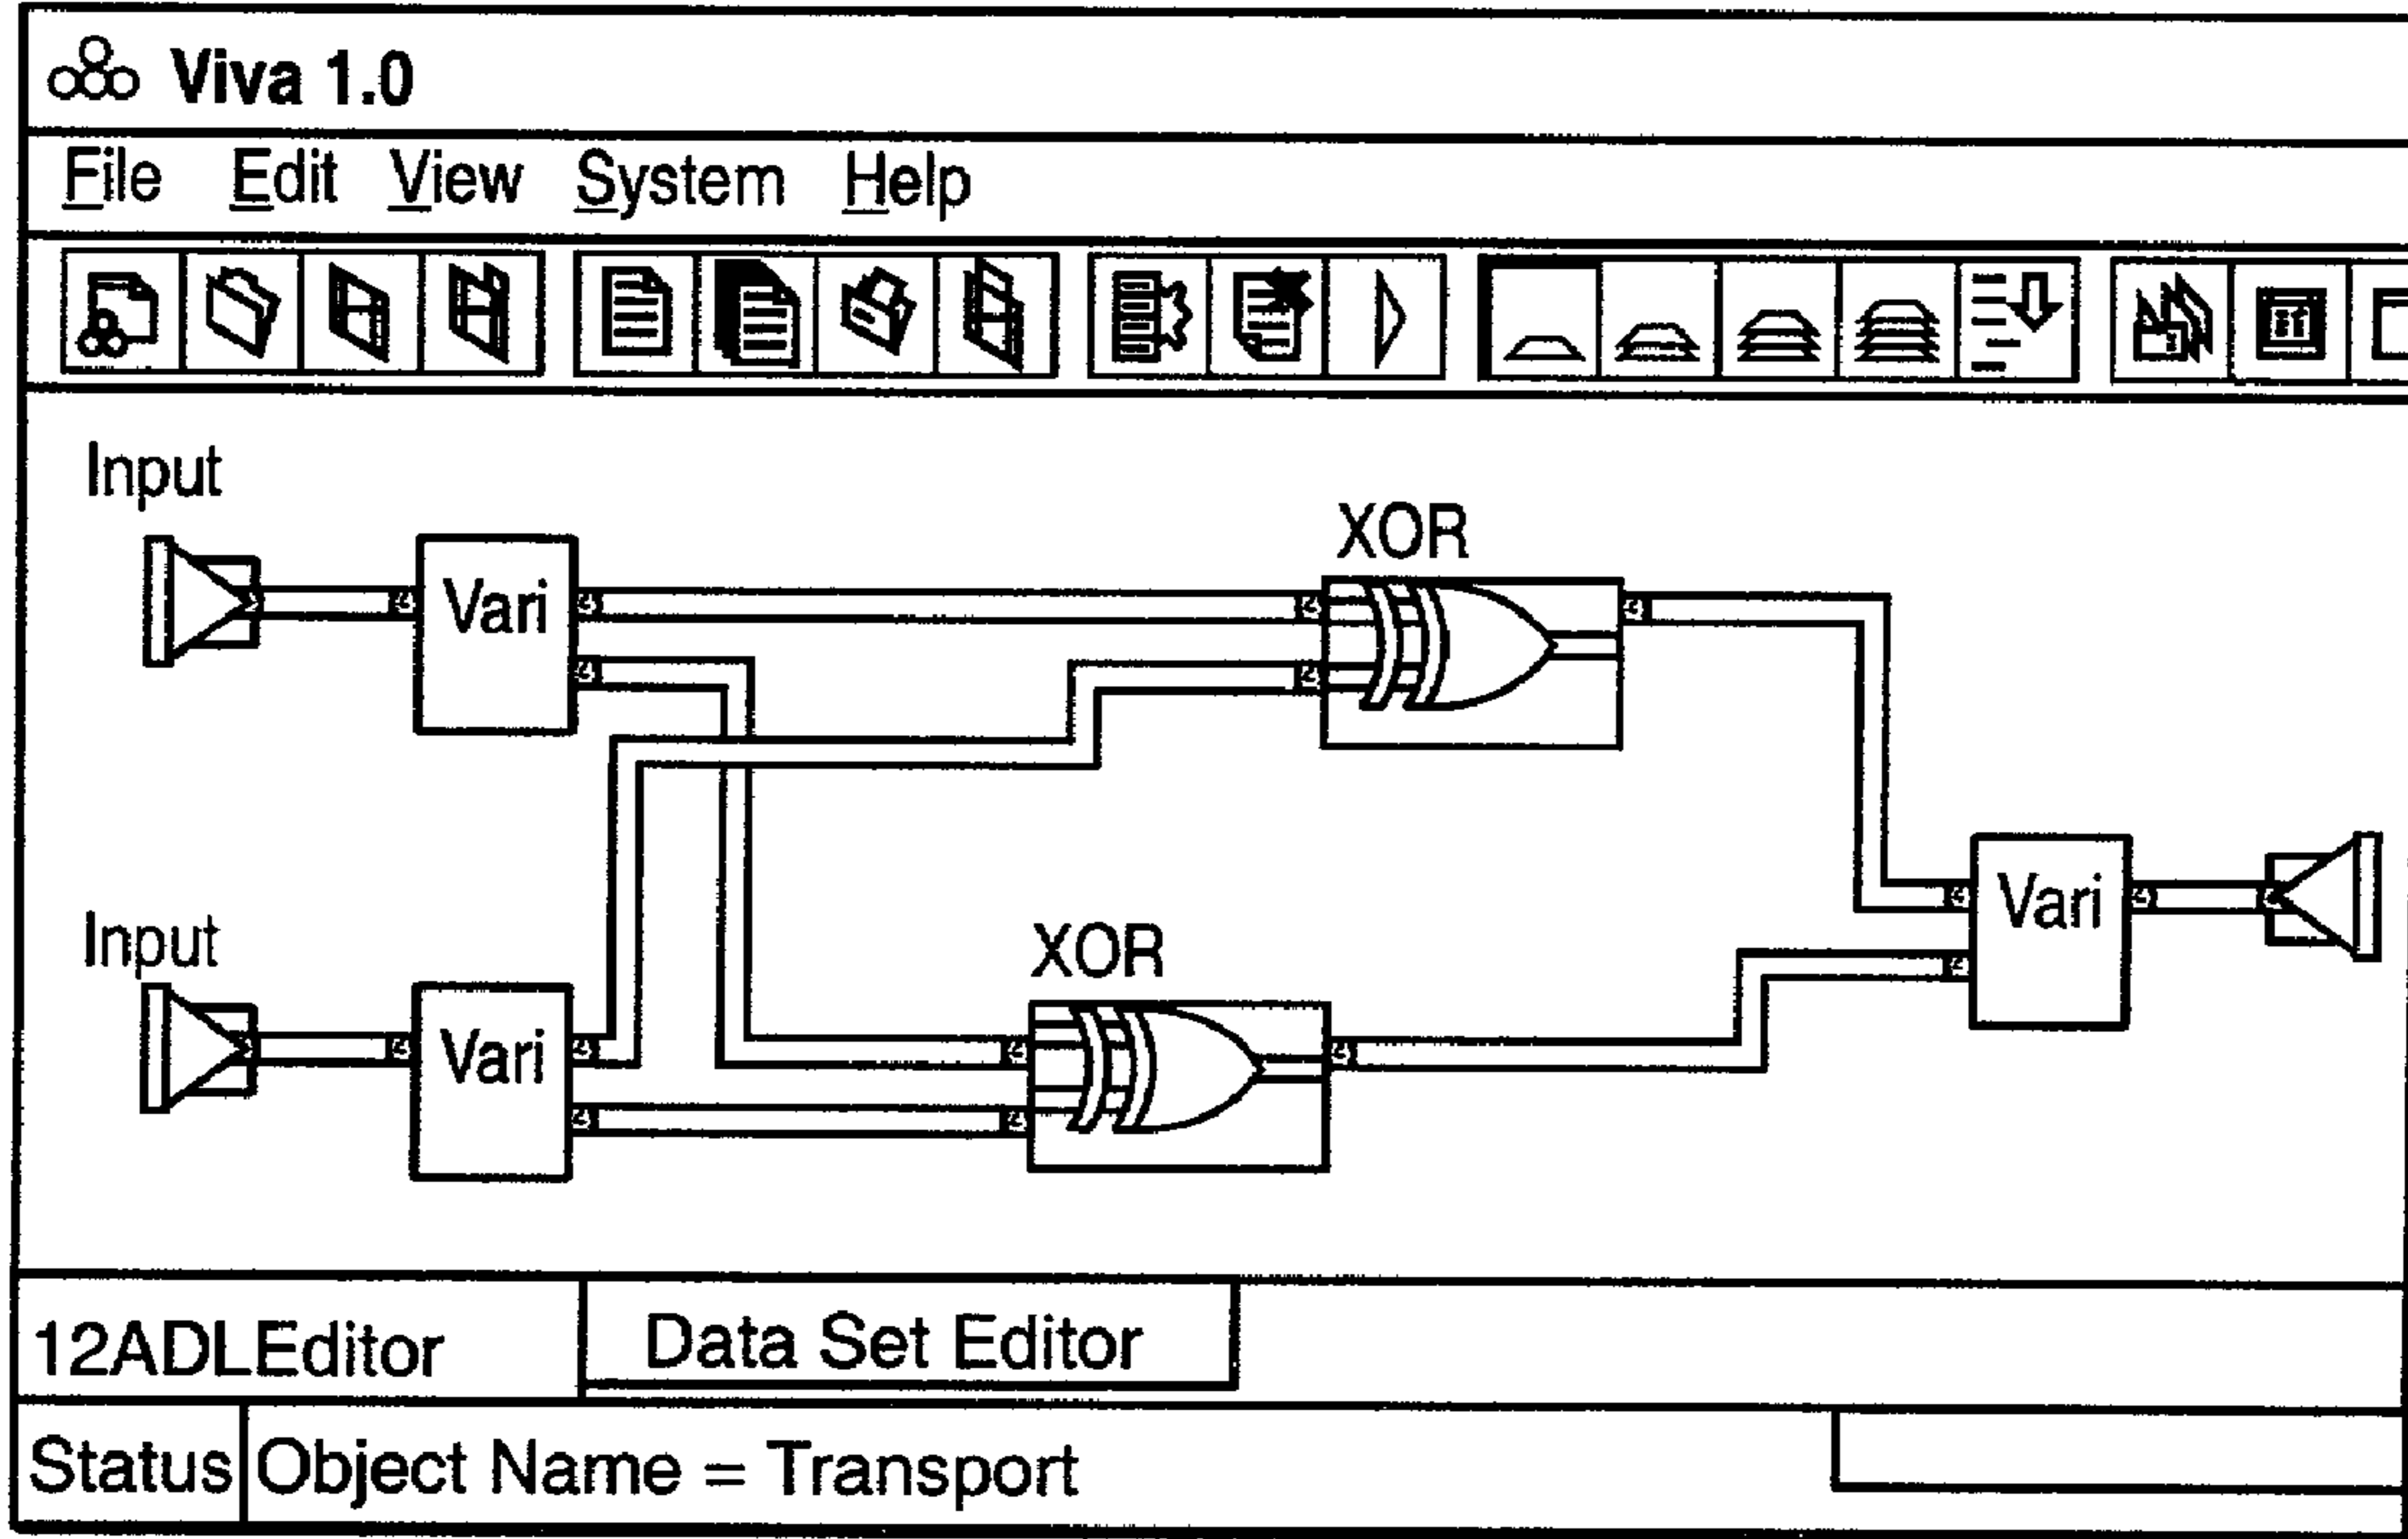 Viva 1.0
File Edit View System Help
Input
XOR
Vari
Vari
Input
XOR
Vari
12ADLEditor Data Set Editor
Status Object Name = Transport